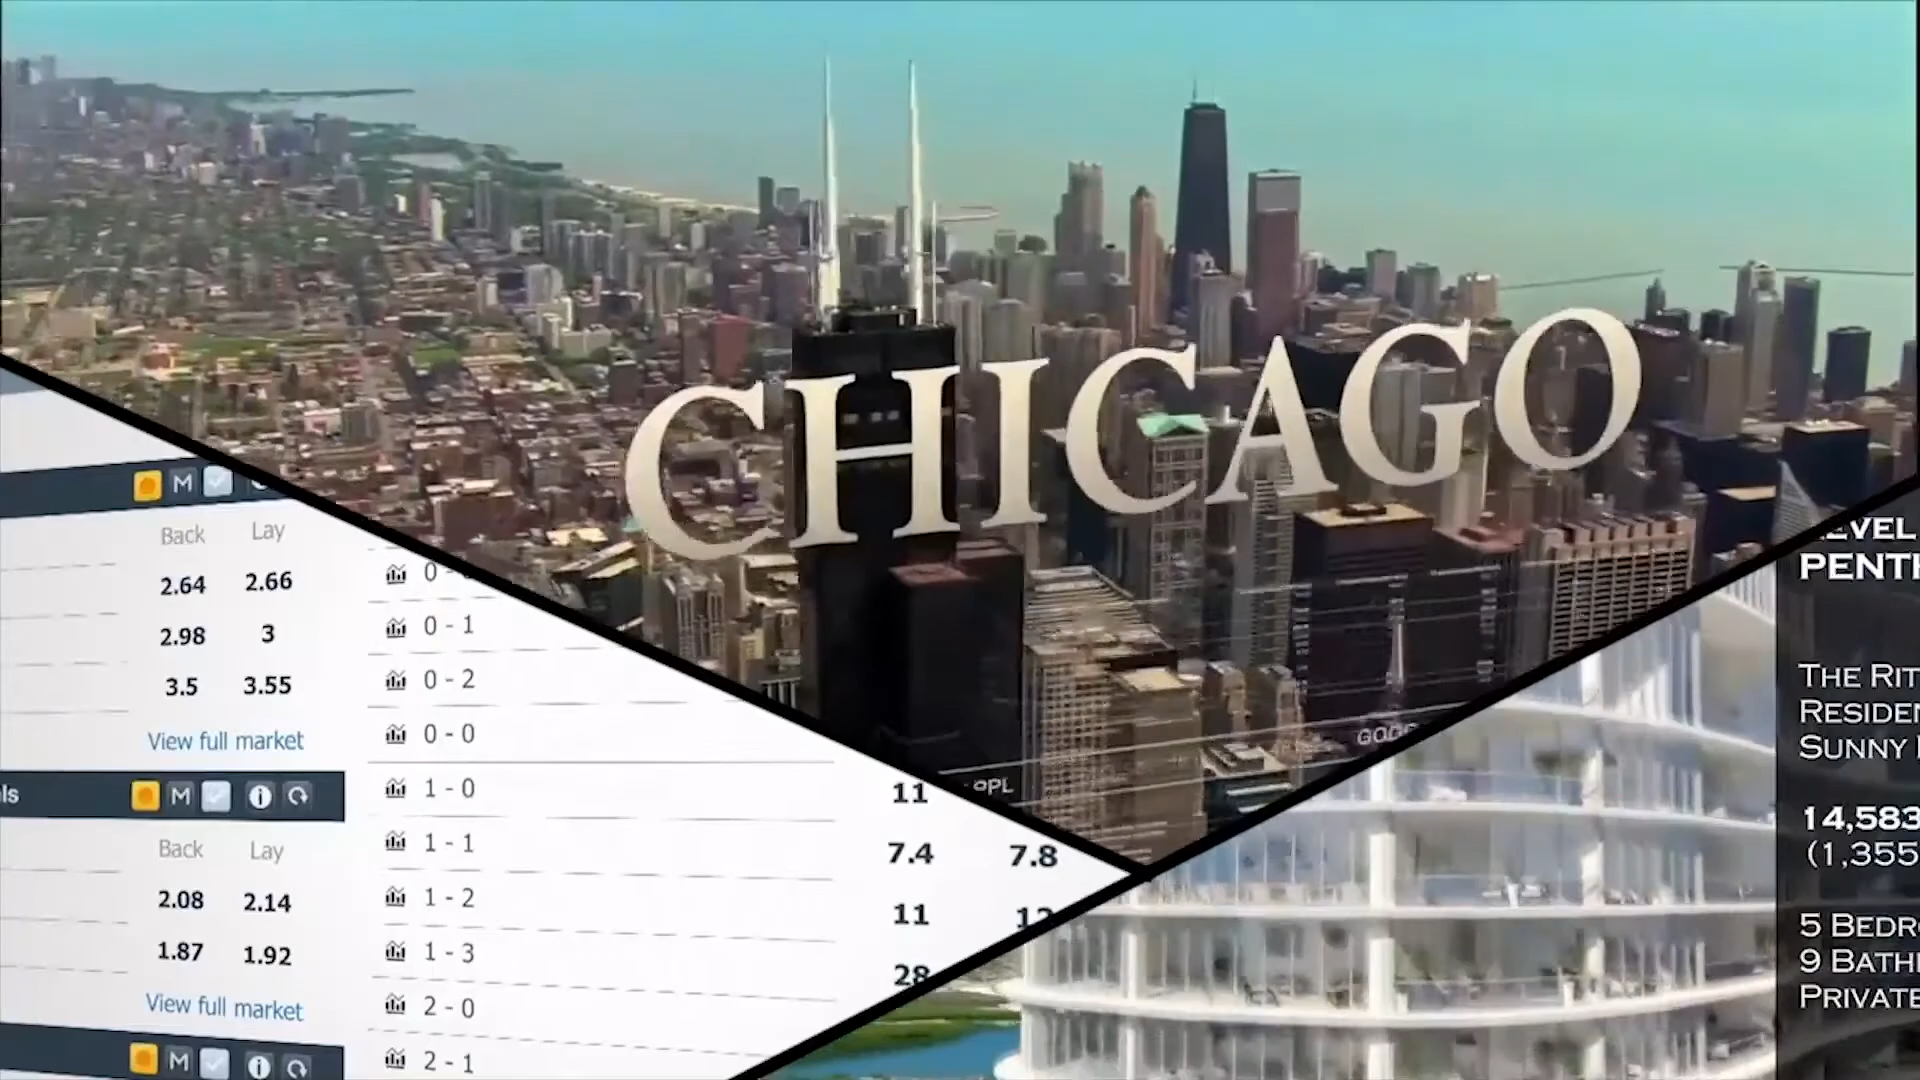 CHICAGO
M
Back Lay
2.64 2.66
2.98 3
3.5 3.55
View full market
M
Back Lay
2.08 2.14
1.87 1.92
View full market
M
0 - 1
0 - 2
0 - 0
1 - 0 11
1 - 1 7.4 7.8
1 - 2 11
1 - 3 28
2 - 0
2 - 1
PENTH
THE RIT
RESIDEN
SUNNY
14,583
(1,355
5 BEDR
9 BATH
PRIVATE